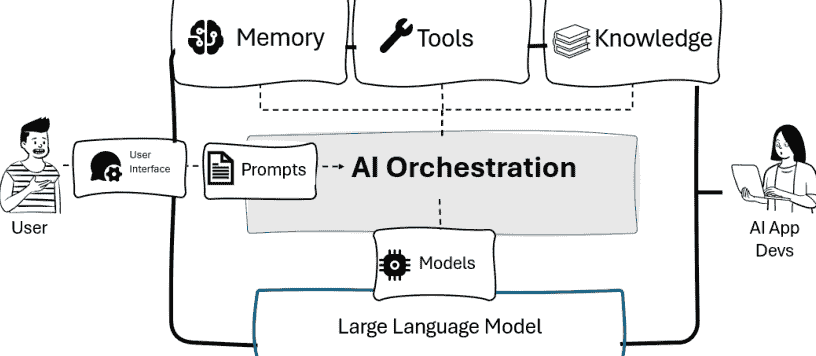 Memory
Tools
Knowledge
User
Interface
Prompts
AI Orchestration
User
AI App
Devs
Models
Large Language Model